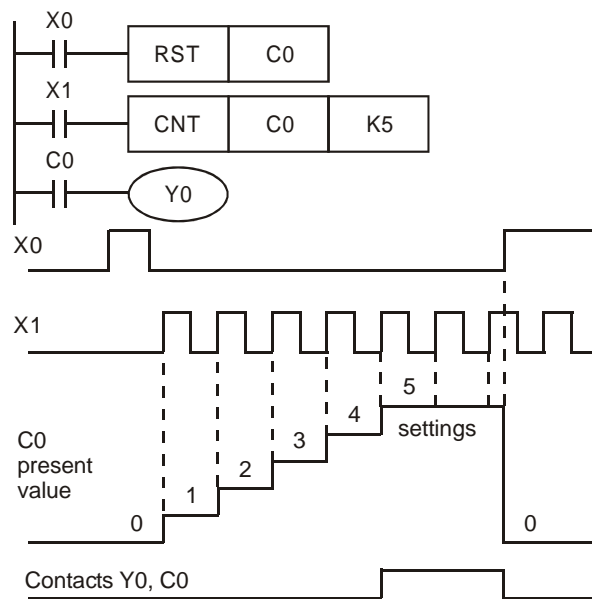 X0
RST C0
X1
CNT C0 K5
C0
Y0
X0
X1
5
4
settings
3
C0
present
value
2
1
0
0
Contacts Y0, C0